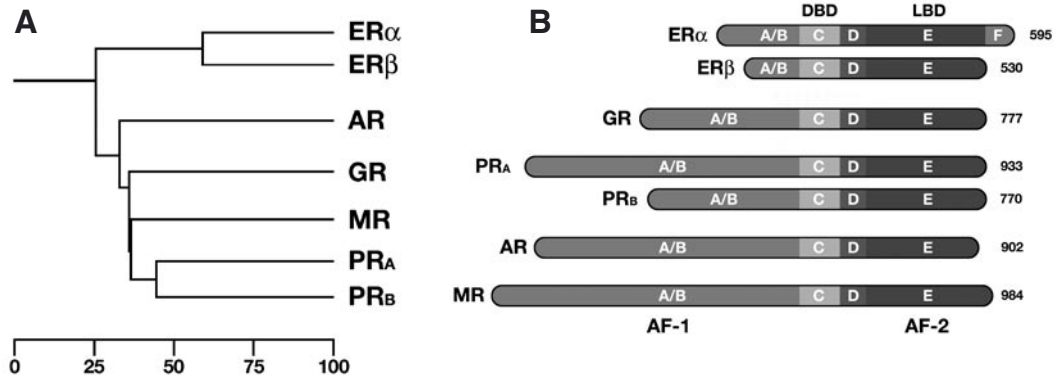 A
ERα
ERβ
AR
GR
MR
PRA
PRB
0 25 50 75 100
B
DBD LBD
ERα A/B C D E F 595
ERβ A/B C D E 530
GR A/B C D E 777
PRA A/B C D E 933
PRB A/B C D E 770
AR A/B C D E 902
MR A/B C D E 984
AF-1 AF-2